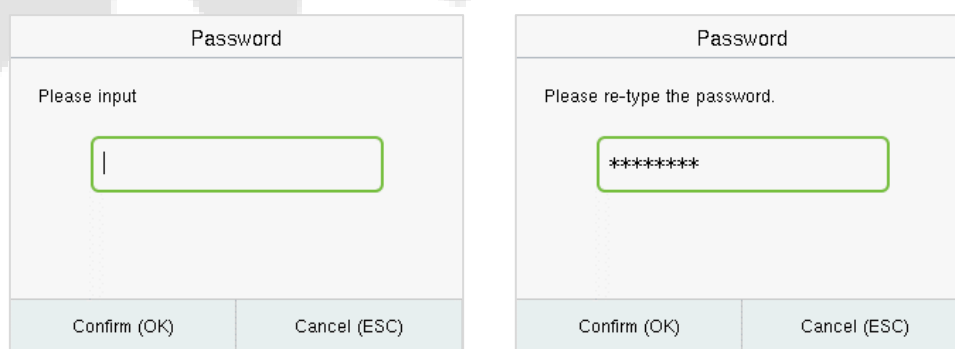 Password
Please input
Confirm (OK) Cancel (ESC)
Password
Please re-type the password.
********
Confirm (OK) Cancel (ESC)